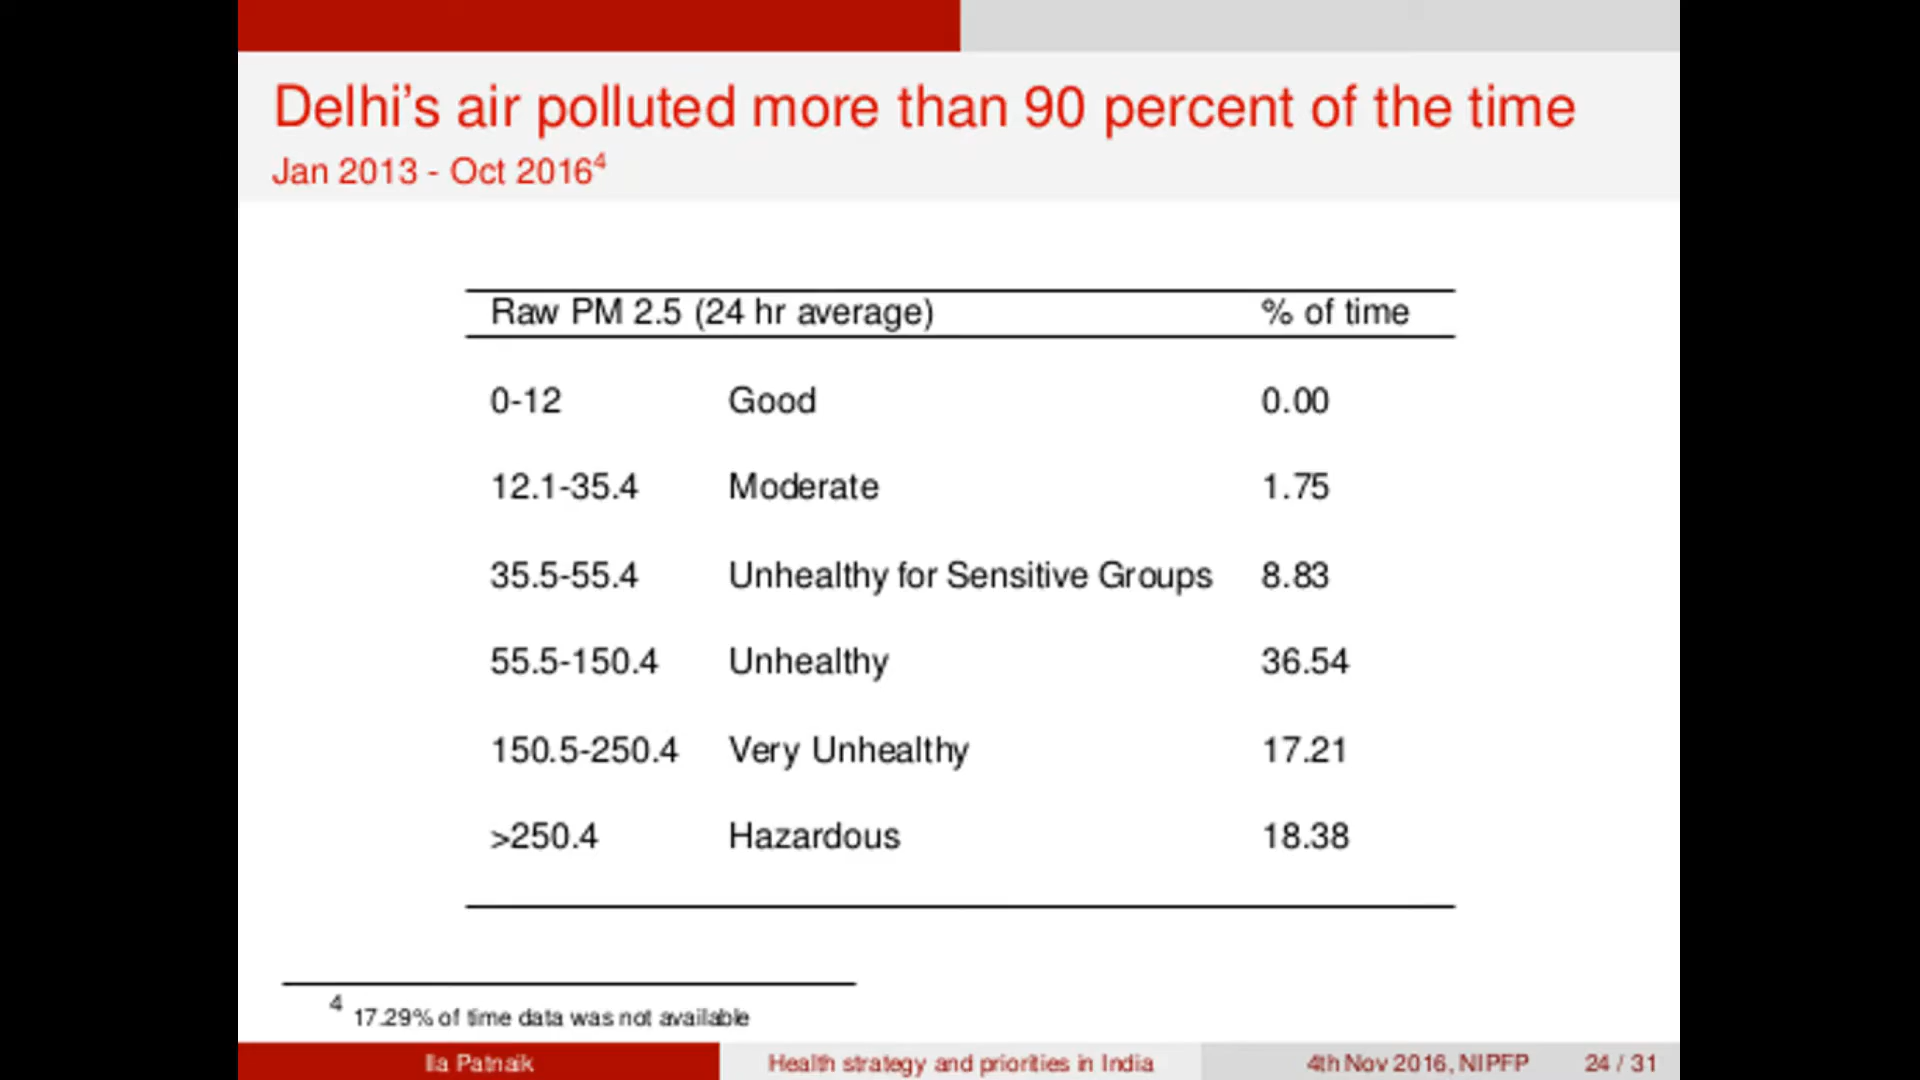 Delhi's air polluted more than 90 percent of the time
Jan 2013 - Oct 2016⁴
Raw PM 2.5 (24 hr average) % of time
0-12 Good 0.00
12.1-35.4 Moderate 1.75
35.5-55.4 Unhealthy for Sensitive Groups 8.83
55.5-150.4 Unhealthy 36.54
150.5-250.4 Very Unhealthy 17.21
>250.4 Hazardous 18.38
⁴ 17.29% of time data was not available
Ila Patnaik Health strategy and priorities in India 4th Nov 2016, NIPFP 24 / 31